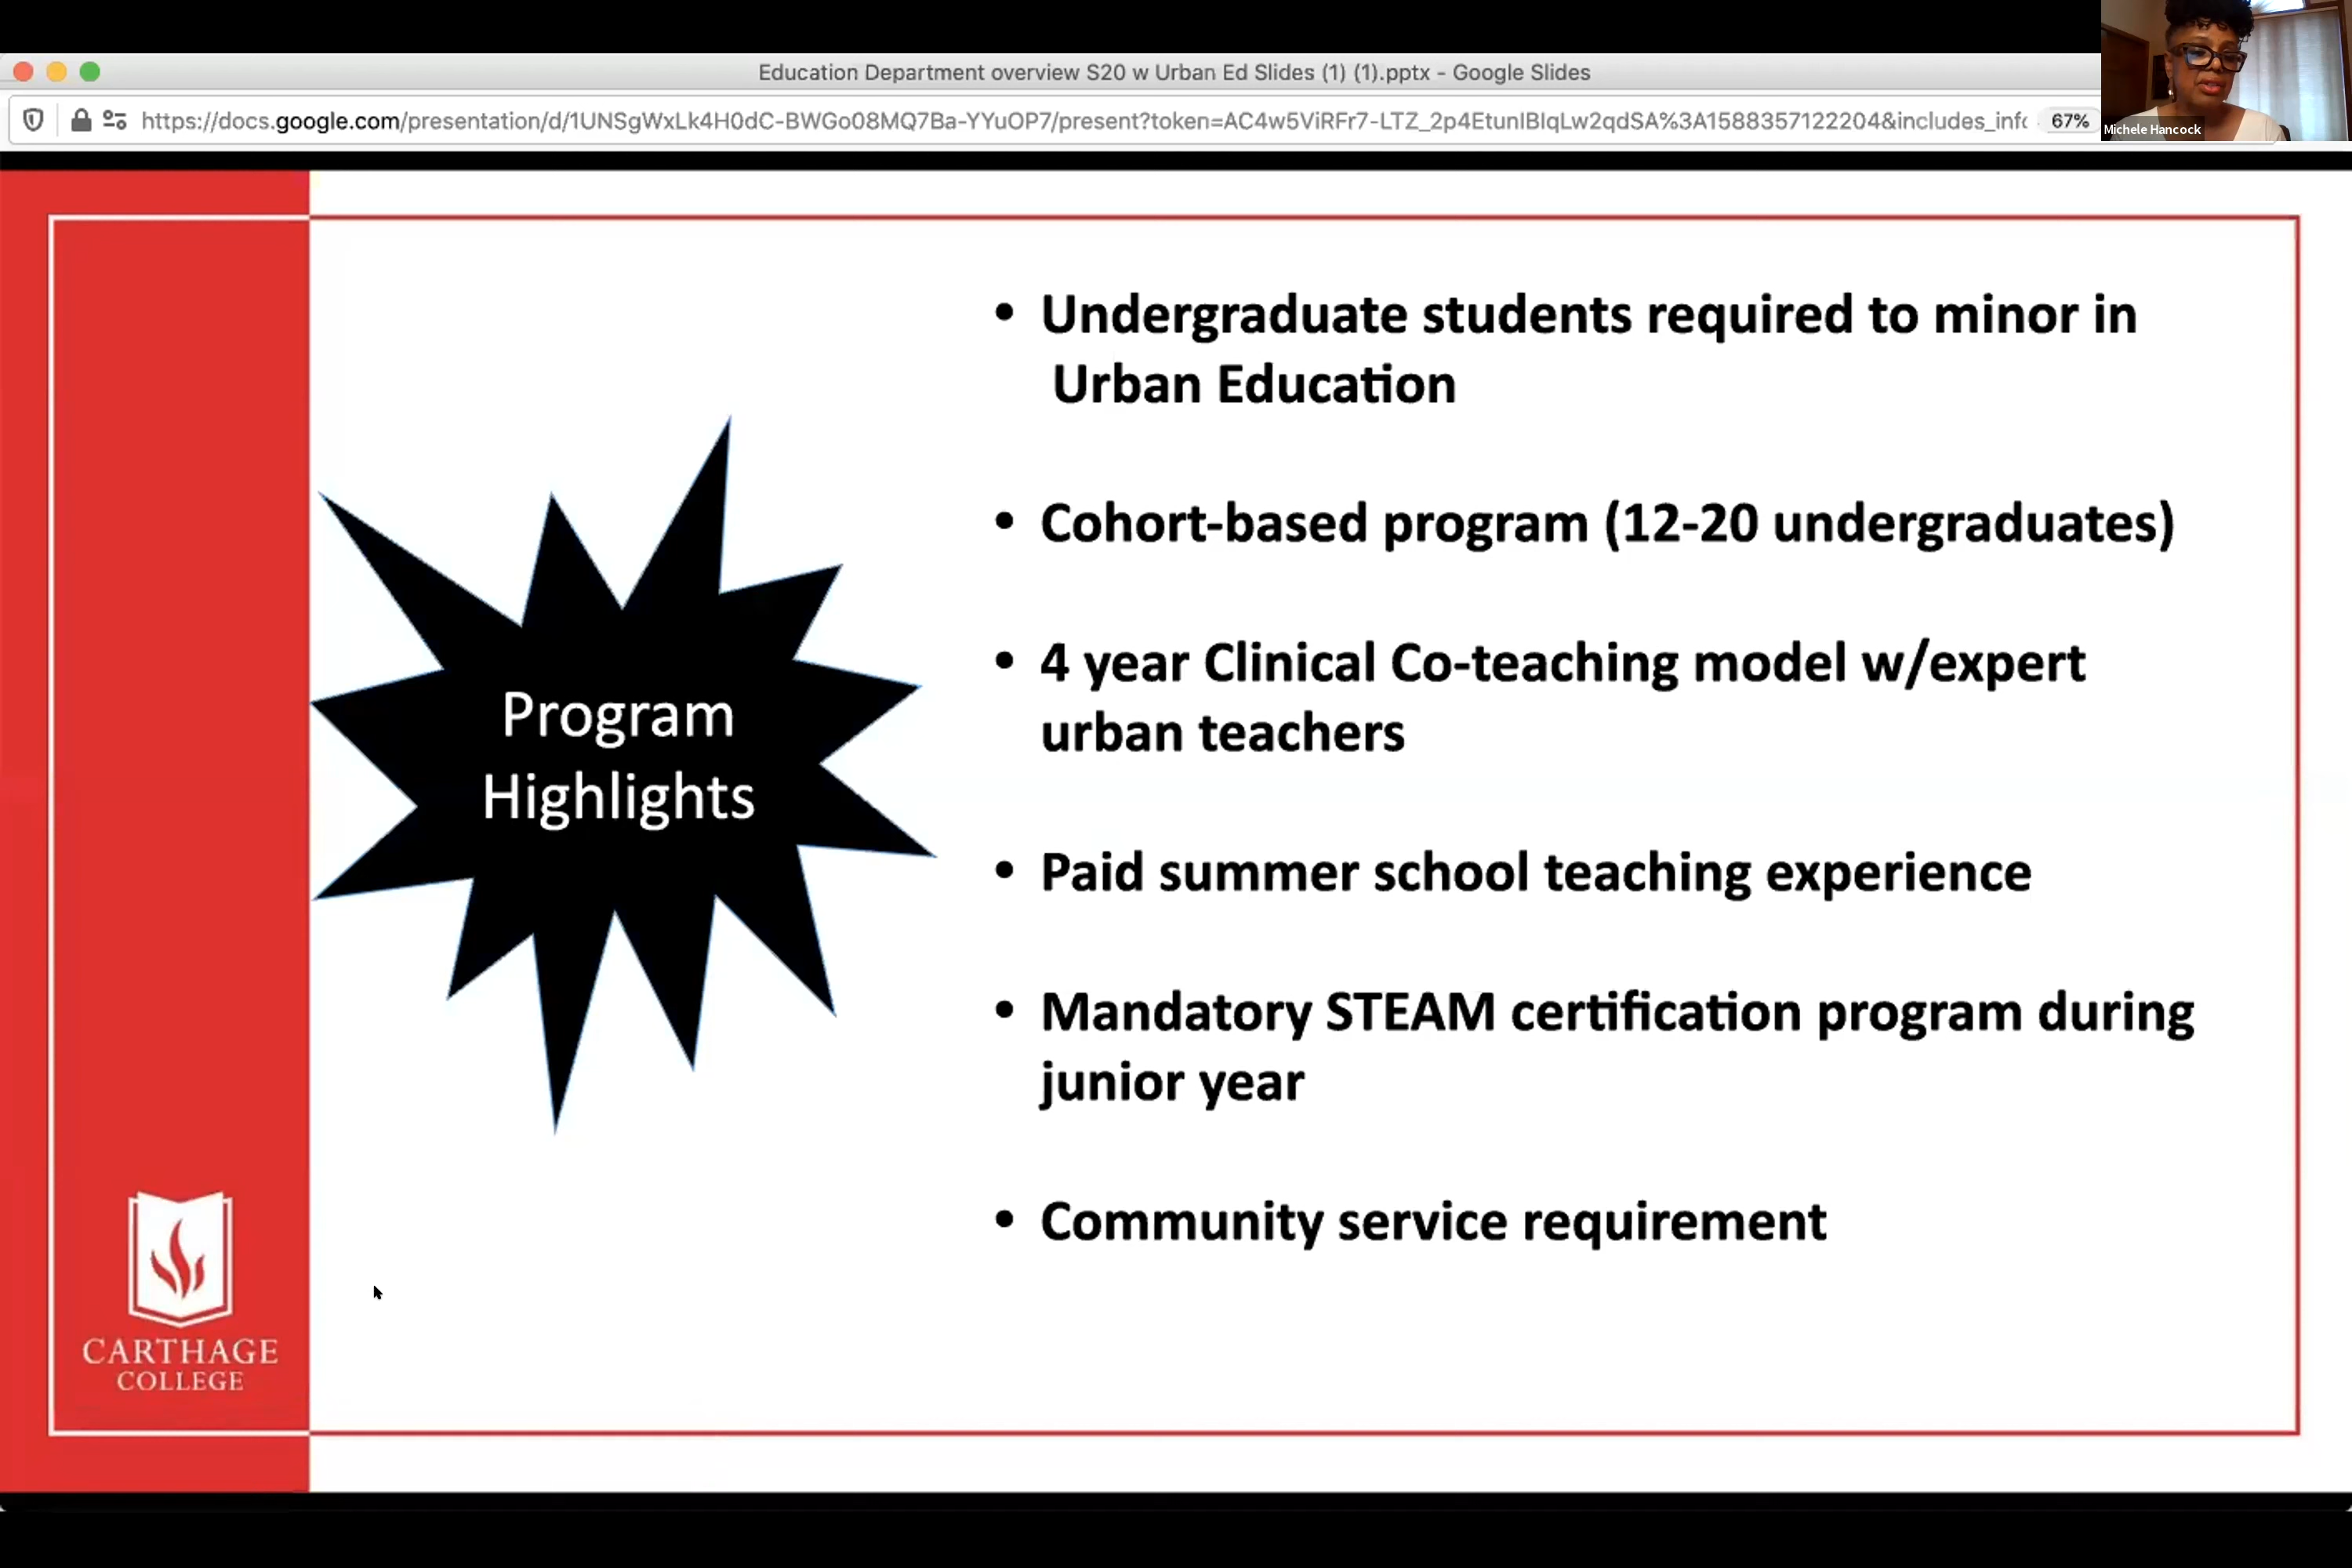 Education Department overview S20 w Urban Ed Slides (1) (1).pptx - Google Slides
https://docs.google.com/presentation/d/1UNSgWxLk4H0dC-BWGo08MQ7Ba-YYuOP7/present?token=AC4w5ViRFr7-LTZ_2p4EtunIBIqLw2qdSA%3A1588357122204&includes_info 67%
Michele Hancock
• Undergraduate students required to minor in
Urban Education
• Cohort-based program (12-20 undergraduates)
• 4 year Clinical Co-teaching model w/expert
urban teachers
• Paid summer school teaching experience
• Mandatory STEAM certification program during
junior year
• Community service requirement
Program
Highlights
CARTHAGE
COLLEGE